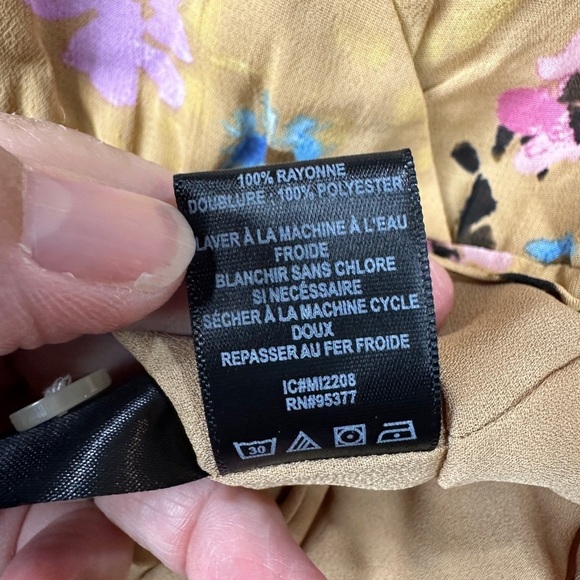 100% RAYONNE
DOUBLURE : 100% POLYESTER
LAVER À LA MACHINE À L'EAU
FROIDE
BLANCHIR SANS CHLORE
SI NECÉSSAIRE
SÉCHER À LA MACHINE CYCLE
DOUX
REPASSER AU FER FROIDE
IC#MI2208
RN#95377
30